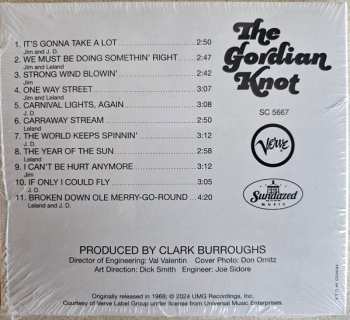 The
Gordian
Knot
SC 5667
1. IT'S GONNA TAKE A LOT 2:50
Jim and J. D.
2. WE MUST BE DOING SOMETHIN' RIGHT 2:47
Jim and Leland
3. STRONG WIND BLOWIN' 2:42
Jim
4. ONE WAY STREET 3:07
Jim and Leland
5. CARNIVAL LIGHTS, AGAIN 3:08
J. D.
6. CARRAWAY STREAM 2:50
Leland
7. THE WORLD KEEPS SPINNIN' 3:12
J. D.
8. THE YEAR OF THE SUN 2:58
Leland
9. I CAN'T BE HURT ANYMORE 3:12
Jim
10. IF ONLY I COULD FLY 3:05
J. D.
11. BROKEN DOWN OLE MERRY-GO-ROUND 4:20
Leland and J. D.
Verve
Sundazed
MUSIC
PRODUCED BY CLARK BURROUGHS
Director of Engineering: Val Valentin Cover Photo: Don Ornitz
Art Direction: Dick Smith Engineer: Joe Sidore
Originally released in 1968; © 2024 UMG Recordings, Inc.
Courtesy of Verve Label Group under license from Universal Music Enterprises.